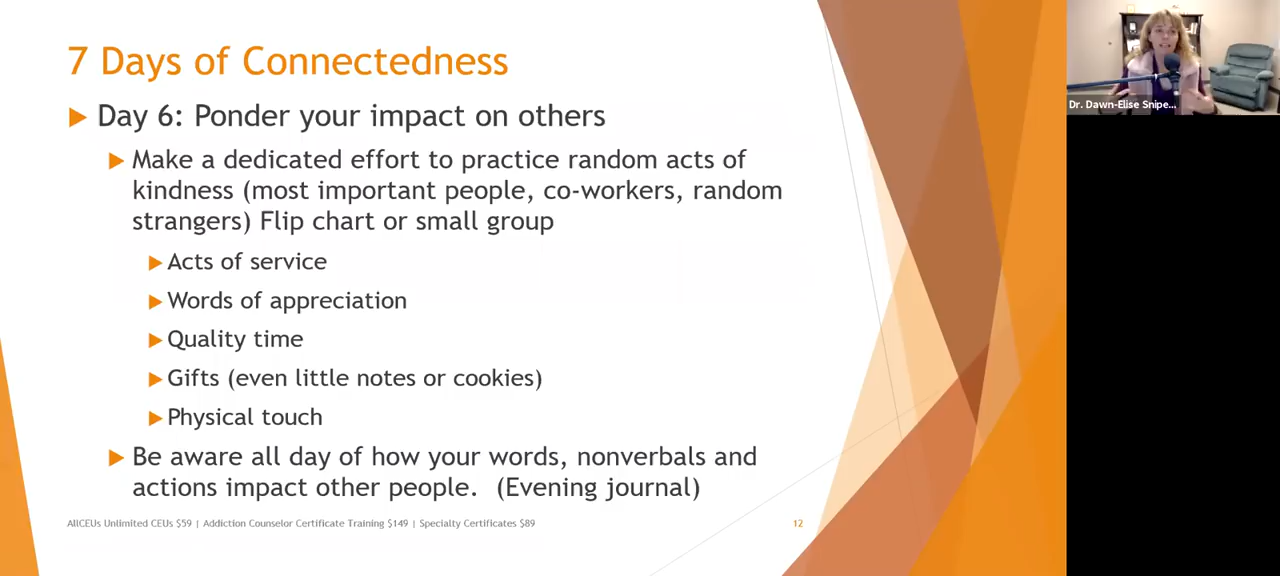 7 Days of Connectedness
Day 6: Ponder your impact on others
Make a dedicated effort to practice random acts of
kindness (most important people, co-workers, random
strangers) Flip chart or small group
Acts of service
Words of appreciation
Quality time
Gifts (even little notes or cookies)
Physical touch
Be aware all day of how your words, nonverbals and
actions impact other people. (Evening journal)
AllCEUs Unlimited CEUs $59 | Addiction Counselor Certificate Training $149 | Specialty Certificates $89
12
Dr. Dawn-Elise Snipe...